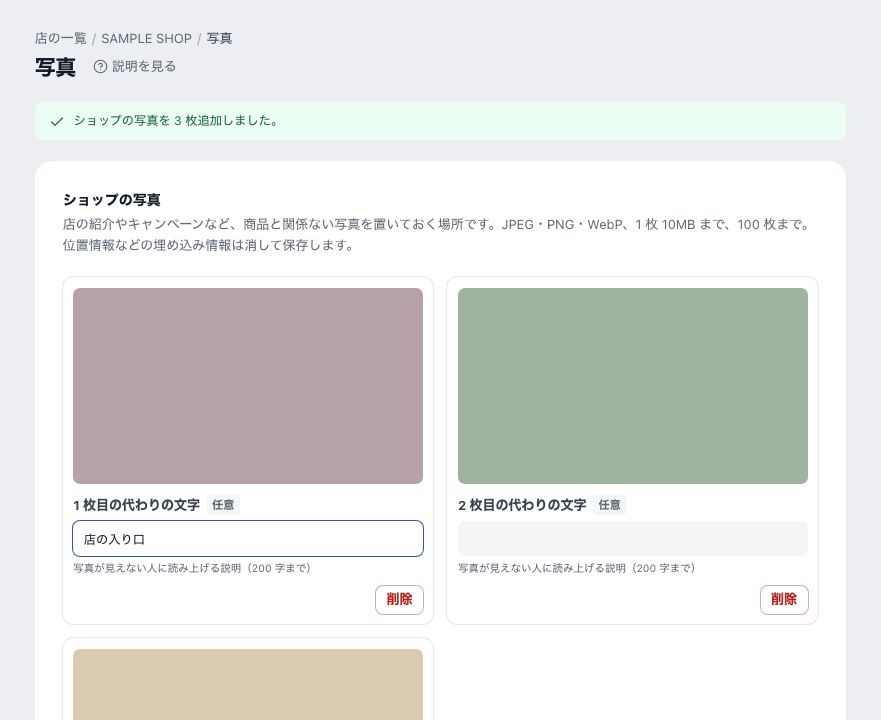 店の一覧 / SAMPLE SHOP / 写真
写真 ? 説明を見る
ショップの写真を 3 枚追加しました。
ショップの写真
店の紹介やキャンペーンなど、商品と関係ない写真を置いておく場所です。JPEG・PNG・WebP、1 枚 10MB まで、100 枚まで。
位置情報などの埋め込み情報は消して保存します。
1 枚目の代わりの文字 任意
店の入り口
写真が見えない人に読み上げる説明（200 字まで）
削除
2 枚目の代わりの文字 任意
写真が見えない人に読み上げる説明（200 字まで）
削除